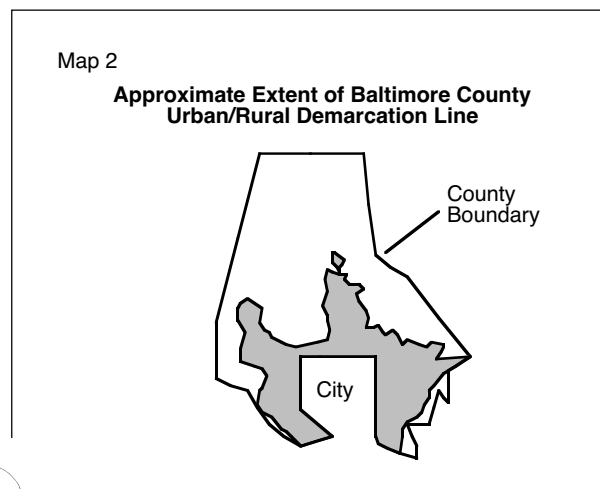 Map 2
Approximate Extent of Baltimore County
Urban/Rural Demarcation Line
County
Boundary
City